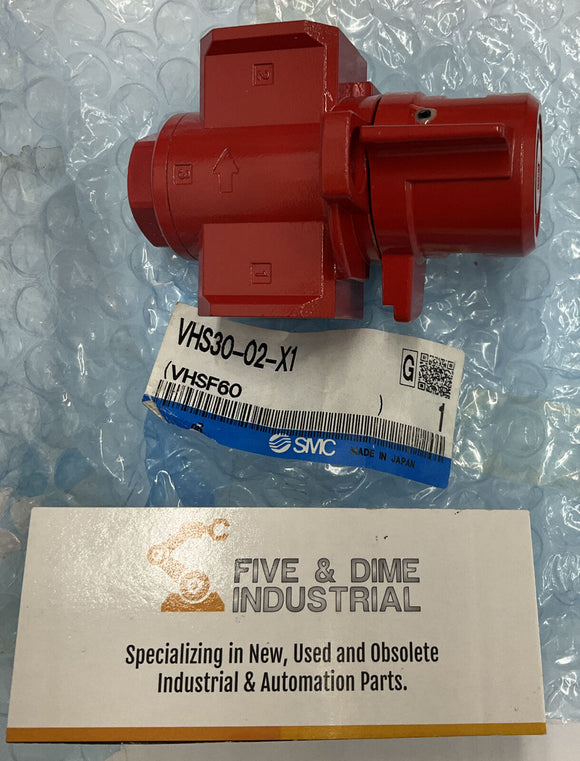 2
3
1
VHS30-02-X1
(VHSF60 )
G
1
SMC MADE IN JAPAN
FIVE & DIME
INDUSTRIAL
Specializing in New, Used and Obsolete
Industrial & Automation Parts.